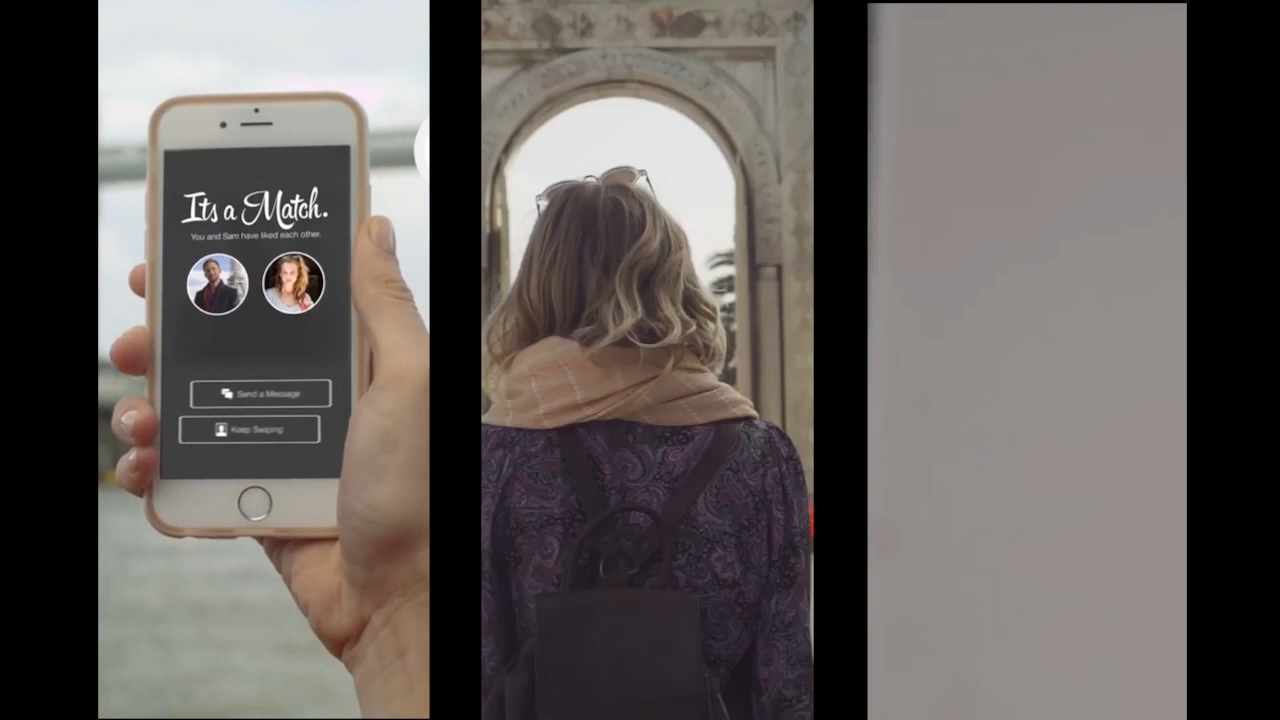 It's a Match.
You and Sam have liked each other.
Send a Message
Keep Swiping